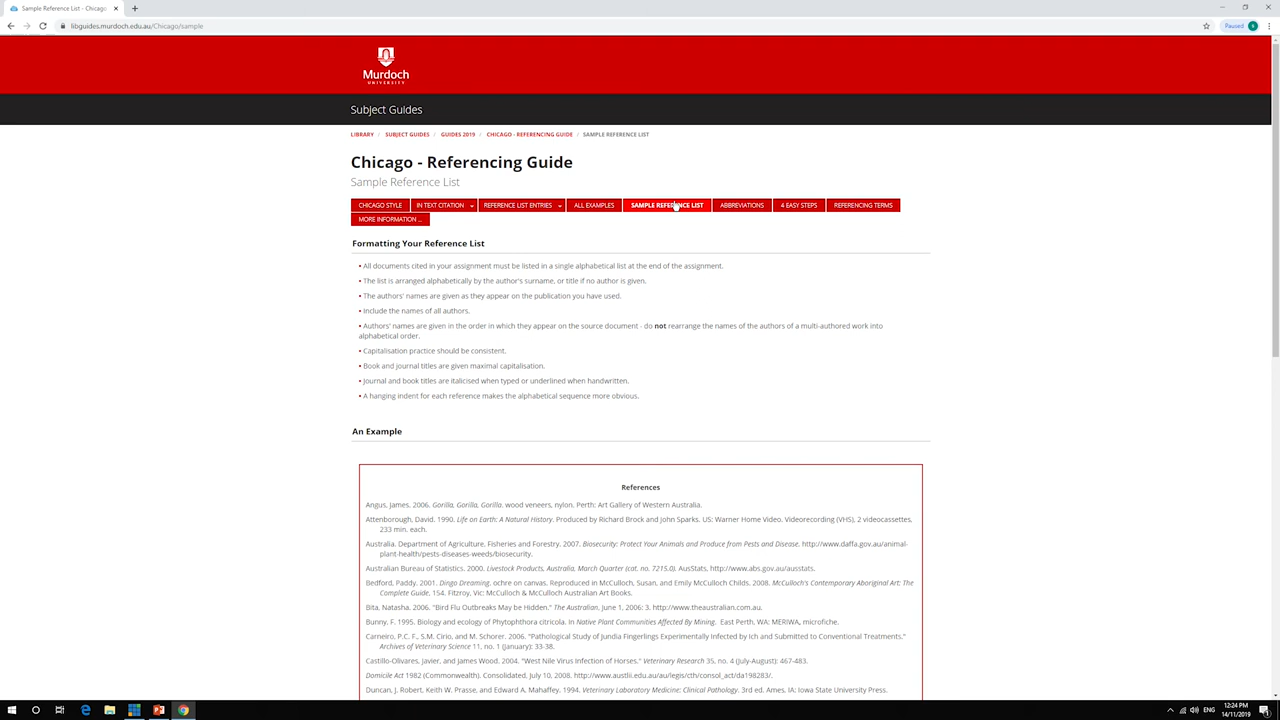 Sample Reference List - Chicago
libguides.murdoch.edu.au/Chicago/sample
Paused
Murdoch
UNIVERSITY
Subject Guides
LIBRARY / SUBJECT GUIDES / GUIDES 2019 / CHICAGO - REFERENCING GUIDE / SAMPLE REFERENCE LIST
Chicago - Referencing Guide
Sample Reference List
CHICAGO STYLE IN TEXT CITATION REFERENCE LIST ENTRIES ALL EXAMPLES SAMPLE REFERENCE LIST ABBREVIATIONS 4 EASY STEPS REFERENCING TERMS
MORE INFORMATION ...
Formatting Your Reference List
• All documents cited in your assignment must be listed in a single alphabetical list at the end of the assignment.
• The list is arranged alphabetically by the author's surname, or title if no author is given.
• The authors' names are given as they appear on the publication you have used.
• Include the names of all authors.
• Authors' names are given in the order in which they appear on the source document - do not rearrange the names of the authors of a multi-authored work into
alphabetical order.
• Capitalisation practice should be consistent.
• Book and journal titles are given maximal capitalisation.
• Journal and book titles are italicised when typed or underlined when handwritten.
• A hanging indent for each reference makes the alphabetical sequence more obvious.
An Example
References
Angus, James. 2006. Gorilla, Gorilla, Gorilla. wood veneers, nylon. Perth: Art Gallery of Western Australia.
Attenborough, David. 1990. Life on Earth: A Natural History. Produced by Richard Brock and John Sparks. US: Warner Home Video. Videorecording (VHS), 2 videocassettes,
233 min. each.
Australia. Department of Agriculture. Fisheries and Forestry. 2007. Biosecurity: Protect Your Animals and Produce from Pests and Disease. http://www.daffa.gov.au/animal-
plant-health/pests-diseases-weeds/biosecurity.
Australian Bureau of Statistics. 2000. Livestock Products, Australia, March Quarter (cat. no. 7215.0). AusStats, http://www.abs.gov.au/ausstats.
Bedford, Paddy. 2001. Dingo Dreaming. ochre on canvas. Reproduced in McCulloch, Susan, and Emily McCulloch Childs. 2008. McCulloch's Contemporary Aboriginal Art: The
Complete Guide, 154. Fitzroy, Vic: McCulloch & McCulloch Australian Art Books.
Bita, Natasha. 2006. "Bird Flu Outbreaks May be Hidden." The Australian, June 1, 2006: 3. http://www.theaustralian.com.au.
Bunny, F. 1995. Biology and ecology of Phytophthora citricola. In Native Plant Communities Affected By Mining. East Perth, WA: MERIWA, microfiche.
Carneiro, P.C. F., S.M. Cirio, and M. Schorer. 2006. "Pathological Study of Jundia Fingerlings Experimentally Infected by Ich and Submitted to Conventional Treatments."
Archives of Veterinary Science 11, no. 1 (January): 33-38.
Castillo-Olivares, Javier, and James Wood. 2004. "West Nile Virus Infection of Horses." Veterinary Research 35, no. 4 (July-August): 467-483.
Domicile Act 1982 (Commonwealth). Consolidated, July 10, 2008. http://www.austlii.edu.au/au/legis/cth/consol_act/da198283/.
Duncan, J. Robert, Keith W. Prasse, and Edward A. Mahaffey. 1994. Veterinary Laboratory Medicine: Clinical Pathology. 3rd ed. Ames, IA: Iowa State University Press.
ENG
12:24 PM
14/11/2019